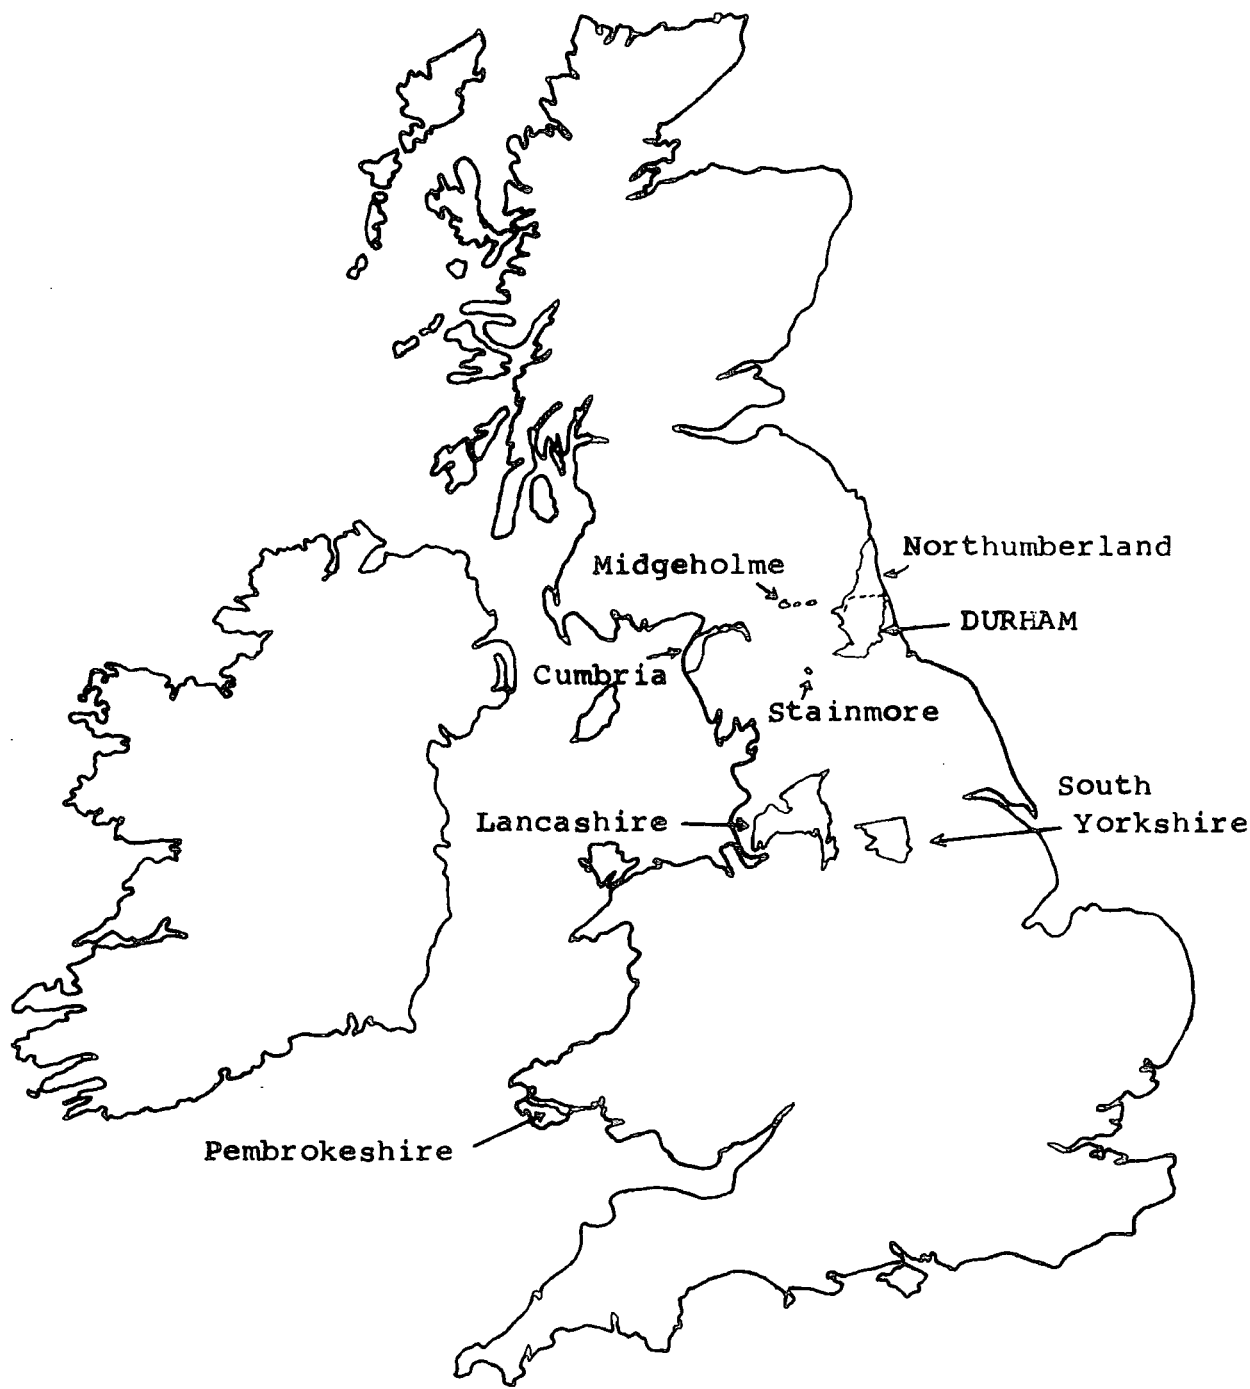 Northumberland
Midgeholme
DURHAM
Cumbria
Stainmore
South
Yorkshire
Lancashire
Pembrokeshire